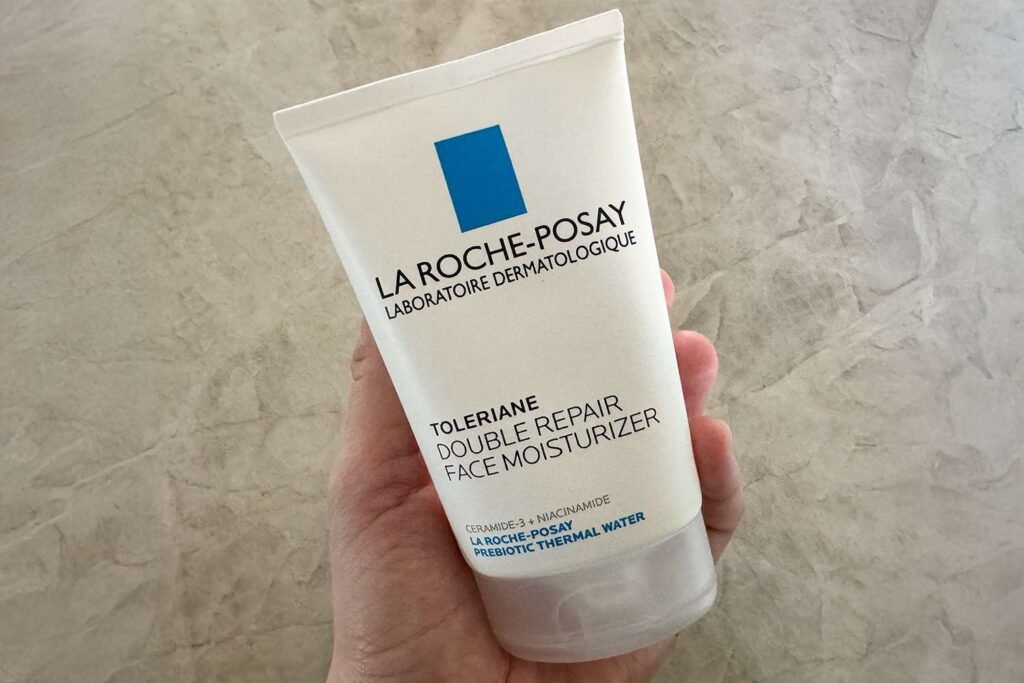 LA ROCHE-POSAY
LABORATOIRE DERMATOLOGIQUE
TOLERIANE
DOUBLE REPAIR
FACE MOISTURIZER
CERAMIDE-3 + NIACINAMIDE
LA ROCHE-POSAY
PREBIOTIC THERMAL WATER